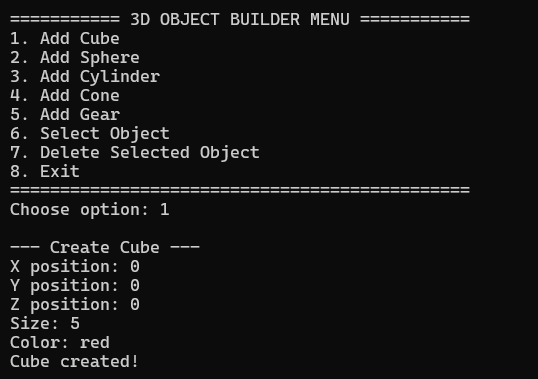 =========== 3D OBJECT BUILDER MENU ===========
1. Add Cube
2. Add Sphere
3. Add Cylinder
4. Add Cone
5. Add Gear
6. Select Object
7. Delete Selected Object
8. Exit
==============================================
Choose option: 1
--- Create Cube ---
X position: 0
Y position: 0
Z position: 0
Size: 5
Color: red
Cube created!